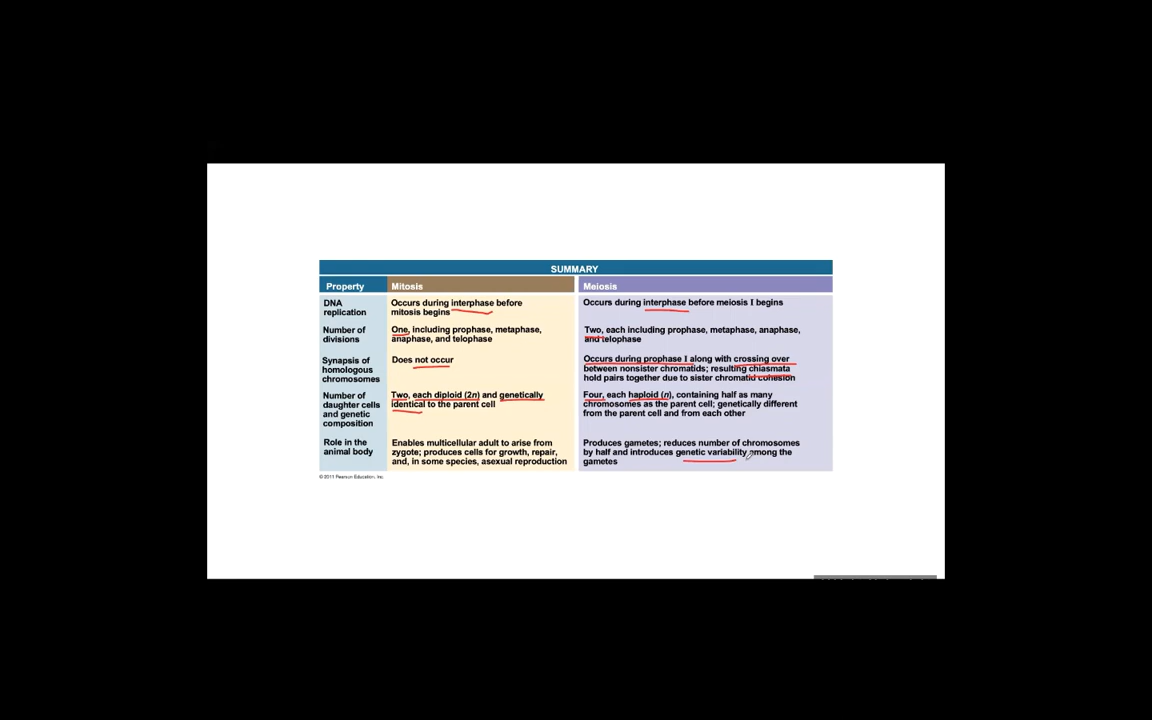 SUMMARY
Property Mitosis Meiosis
DNA
replication
Occurs during interphase before
mitosis begins
Occurs during interphase before meiosis I begins
Number of
divisions
One, including prophase, metaphase,
anaphase, and telophase
Two, each including prophase, metaphase, anaphase,
and telophase
Synapsis of
homologous
chromosomes
Does not occur
Occurs during prophase I along with crossing over
between nonsister chromatids; resulting chiasmata
hold pairs together due to sister chromatid cohesion
Number of
daughter cells
and genetic
composition
Two, each diploid (2n) and genetically
identical to the parent cell
Four, each haploid (n), containing half as many
chromosomes as the parent cell; genetically different
from the parent cell and from each other
Role in the
animal body
Enables multicellular adult to arise from
zygote; produces cells for growth, repair,
and, in some species, asexual reproduction
Produces gametes; reduces number of chromosomes
by half and introduces genetic variability among the
gametes
© 2011 Pearson Education, Inc.